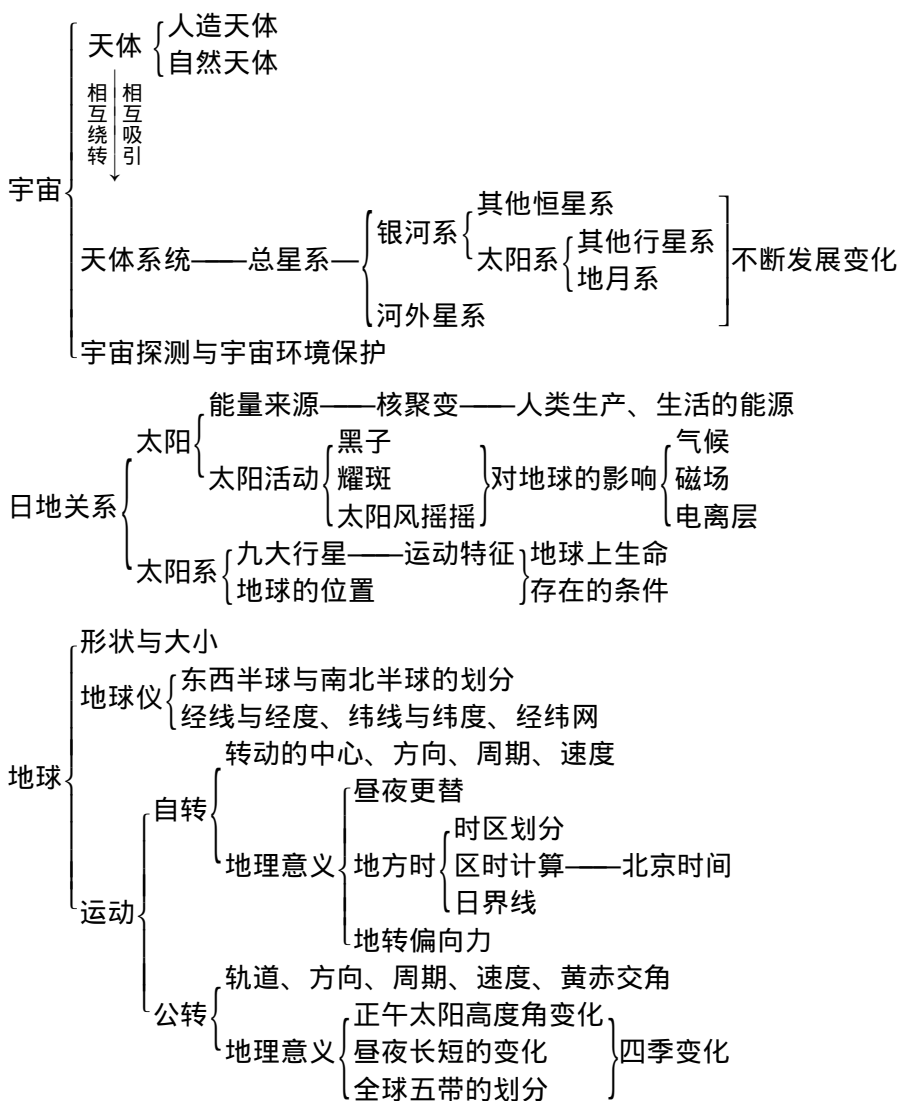 人造天体
天体
自然天体
相互绕转
相互吸引
宇宙
其他恒星系
银河系
其他行星系
太阳系
天体系统——总星系—
地月系
不断发展变化
河外星系
宇宙探测与宇宙环境保护
能量来源——核聚变——人类生产、生活的能源
太阳
黑子
气候
太阳活动
耀斑
对地球的影响
磁场
日地关系
太阳风摇摇
电离层
九大行星——运动特征
地球上生命
太阳系
地球的位置
存在的条件
形状与大小
东西半球与南北半球的划分
地球仪
经线与经度、纬线与纬度、经纬网
转动的中心、方向、周期、速度
地球
自转
昼夜更替
时区划分
地理意义
地方时
区时计算——北京时间
日界线
运动
地转偏向力
轨道、方向、周期、速度、黄赤交角
公转
正午太阳高度角变化
地理意义
昼夜长短的变化
四季变化
全球五带的划分